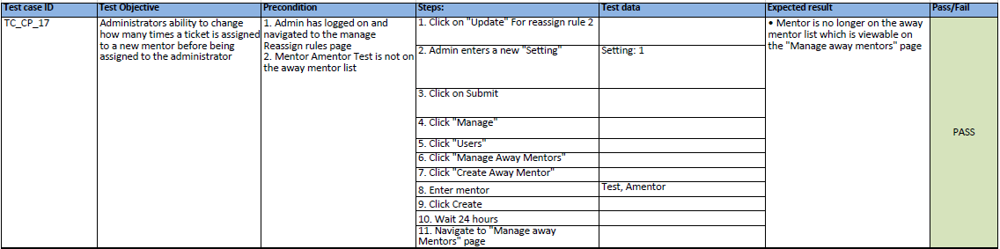 Test case ID Test Objective Precondition Steps: Test data Expected result Pass/Fail
TC_CP_17
Administrators ability to change
how many times a ticket is assigned
to a new mentor before being
assigned to the administrator
1. Admin has logged on and
navigated to the manage
Reassign rules page
2. Mentor Amentor Test is not on
the away mentor list
1. Click on "Update" For reassign rule 2
2. Admin enters a new "Setting" Setting: 1
3. Click on Submit
4. Click "Manage"
5. Click "Users"
6. Click "Manage Away Mentors"
7. Click "Create Away Mentor"
8. Enter mentor Test, Amentor
9. Click Create
10. Wait 24 hours
11. Navigate to "Manage away
Mentors" page
• Mentor is no longer on the away
mentor list which is viewable on
the "Manage away mentors" page
PASS